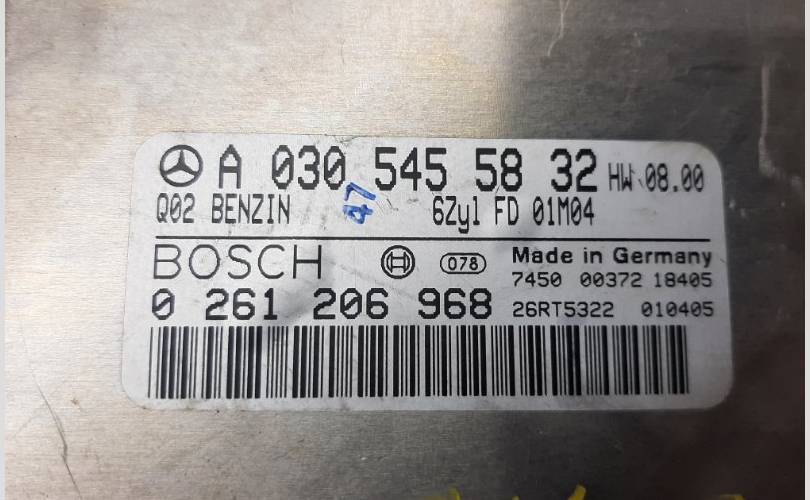 A 030 545 58 32 HW 08.00
Q02 BENZIN 47 6Zyl FD 01M04
BOSCH 078 Made in Germany
7450 00372 18405
0 261 206 968 26RT5322 010405